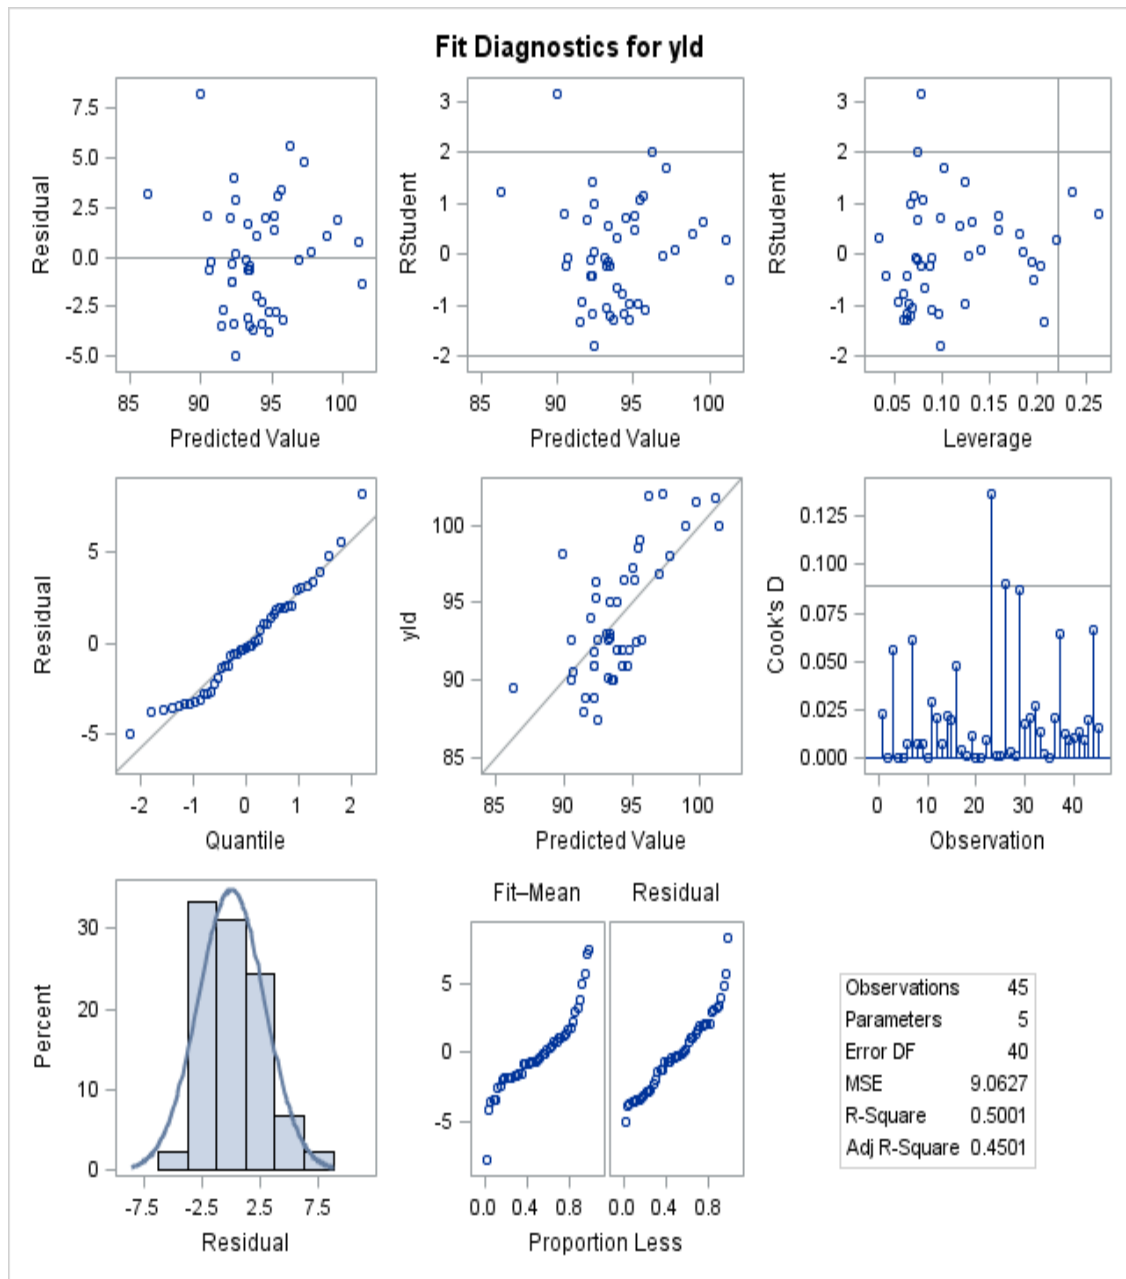 Fit Diagnostics for yld
7.5
5.0
2.5
0.0
-2.5
-5.0
Residual
85 90 95 100
Predicted Value
3
2
1
0
-1
-2
RStudent
85 90 95 100
Predicted Value
3
2
1
0
-1
-2
RStudent
0.05 0.10 0.15 0.20 0.25
Leverage
5
0
-5
Residual
-2 -1 0 1 2
Quantile
100
95
90
85
yld
85 90 95 100
Predicted Value
0.125
0.100
0.075
0.050
0.025
0.000
Cook's D
0 10 20 30 40
Observation
30
20
10
0
Percent
-7.5 -2.5 2.5 7.5
Residual
Fit–Mean Residual
5
0
-5
0.0 0.4 0.8 0.0 0.4 0.8
Proportion Less
Observations 45
Parameters 5
Error DF 40
MSE 9.0627
R-Square 0.5001
Adj R-Square 0.4501